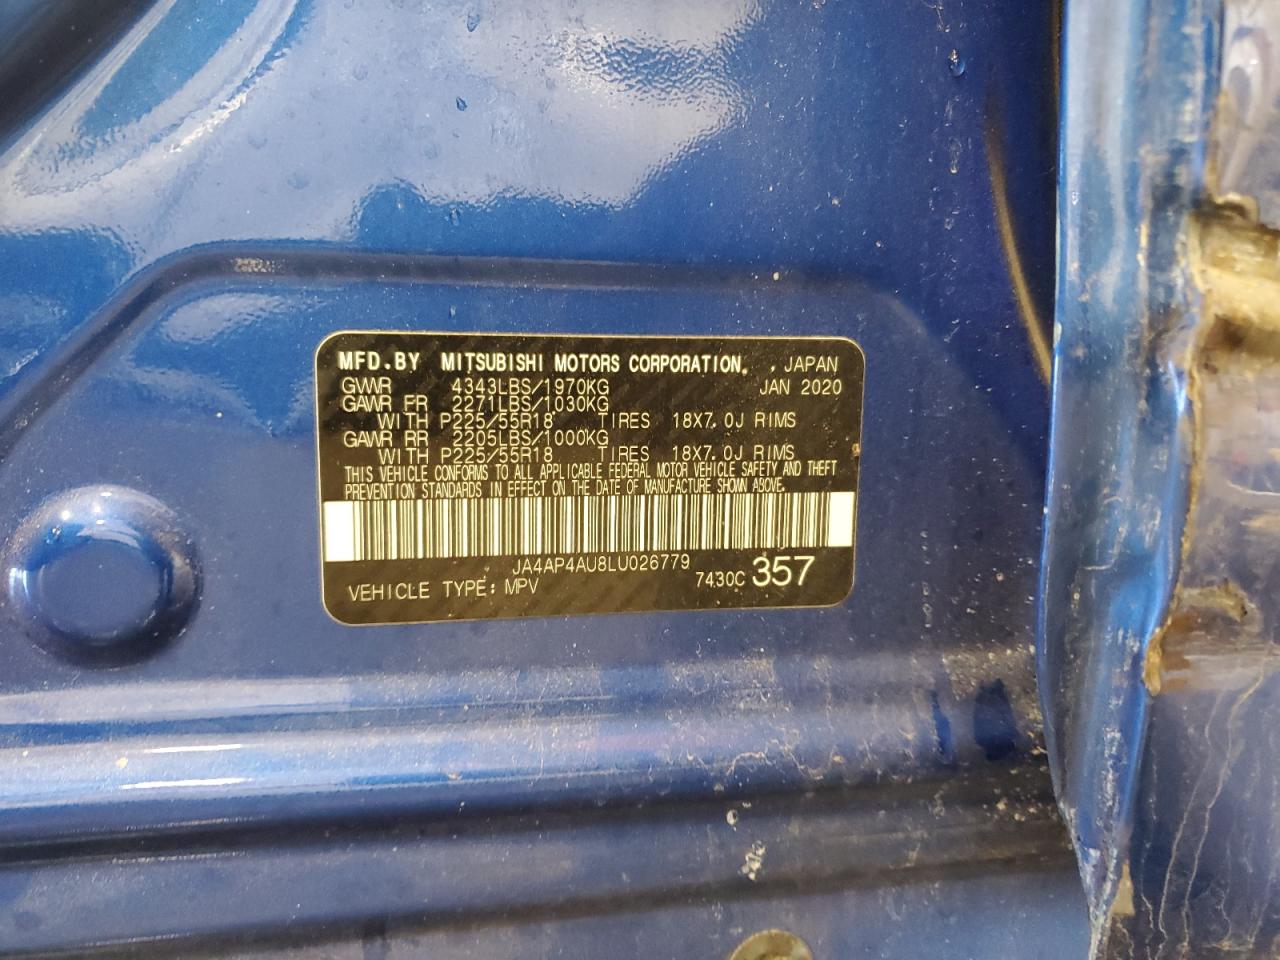 MFD.BY MITSUBISHI MOTORS CORPORATION. , JAPAN
GWR 4343LBS/1970KG JAN 2020
GAWR FR 2271LBS/1030KG
WITH P225/55R18 TIRES 18X7.0J RIMS
GAWR RR 2205LBS/1000KG
WITH P225/55R18 TIRES 18X7.0J RIMS
THIS VEHICLE CONFORMS TO ALL APPLICABLE FEDERAL MOTOR VEHICLE SAFETY AND THEFT
PREVENTION STANDARDS IN EFFECT ON THE DATE OF MANUFACTURE SHOWN ABOVE.
JA4AP4AU8LU026779
VEHICLE TYPE: MPV 7430C 357